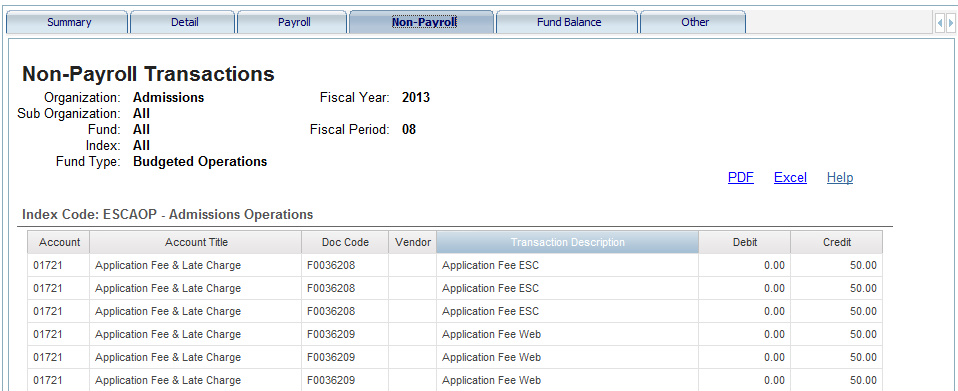 Summary Detail Payroll Non-Payroll Fund Balance Other
Non-Payroll Transactions
Organization: Admissions Fiscal Year: 2013
Sub Organization: All
Fund: All Fiscal Period: 08
Index: All
Fund Type: Budgeted Operations
PDF Excel Help
Index Code: ESCAOP - Admissions Operations
Account Account Title Doc Code Vendor Transaction Description Debit Credit
01721 Application Fee & Late Charge F0036208 Application Fee ESC 0.00 50.00
01721 Application Fee & Late Charge F0036208 Application Fee ESC 0.00 50.00
01721 Application Fee & Late Charge F0036208 Application Fee ESC 0.00 50.00
01721 Application Fee & Late Charge F0036209 Application Fee Web 0.00 50.00
01721 Application Fee & Late Charge F0036209 Application Fee Web 0.00 50.00
01721 Application Fee & Late Charge F0036209 Application Fee Web 0.00 50.00